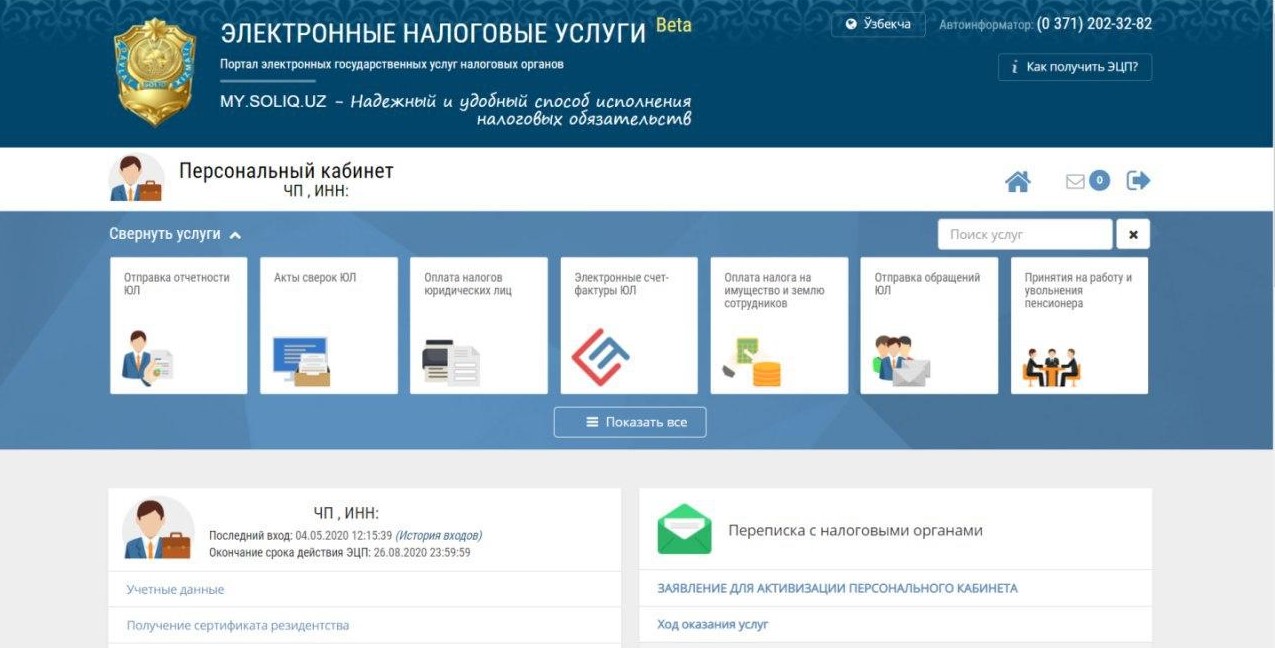 ЭЛЕКТРОННЫЕ НАЛОГОВЫЕ УСЛУГИ Beta
Портал электронных государственных услуг налоговых органов
MY.SOLIQ.UZ – Надежный и удобный способ исполнения
налоговых обязательств
Ўзбекча
Автоинформатор: (0 371) 202-32-82
Как получить ЭЦП?
Персональный кабинет
ЧП , ИНН:
0
Свернуть услуги
Поиск услуг
Отправка отчетности
ЮЛ
Акты сверок ЮЛ
Оплата налогов
юридических лиц
Электронные счет-
фактуры ЮЛ
Оплата налога на
имущество и землю
сотрудников
Отправка обращений
ЮЛ
Принятия на работу и
увольнения
пенсионера
Показать все
ЧП , ИНН:
Последний вход: 04.05.2020 12:15:39 (История входов)
Окончание срока действия ЭЦП: 26.08.2020 23:59:59
Учетные данные
Получение сертификата резидентства
Переписка с налоговыми органами
ЗАЯВЛЕНИЕ ДЛЯ АКТИВИЗАЦИИ ПЕРСОНАЛЬНОГО КАБИНЕТА
Ход оказания услуг